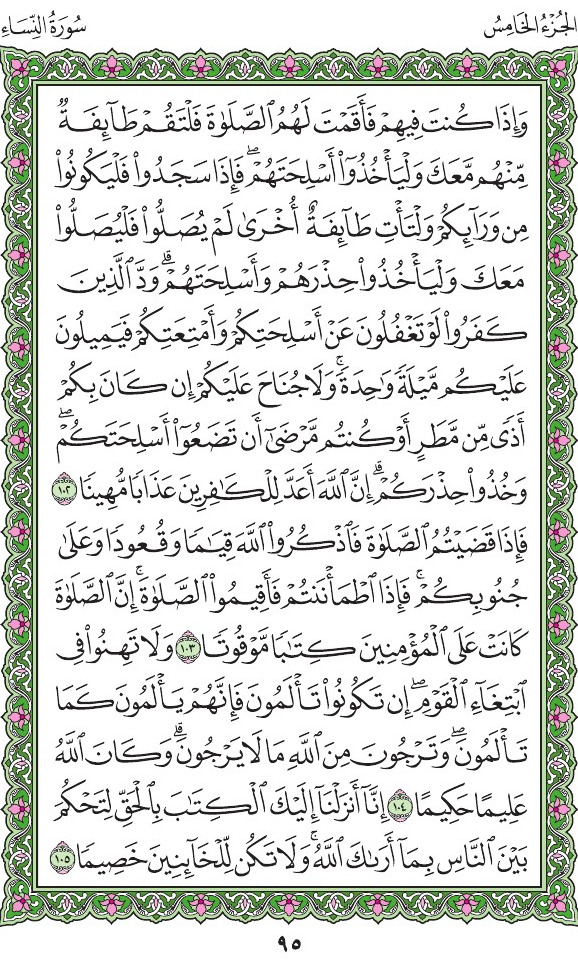 الجُزْءُ الخَامِسُ
سُورَةُ النِّسَاءِ
وَإِذَا كُنتَ فِيهِمْ فَأَقَمْتَ لَهُمُ ٱلصَّلَوٰةَ فَلْتَقُمْ طَآئِفَةٌ
مِّنْهُم مَّعَكَ وَلْيَأْخُذُوٓا۟ أَسْلِحَتَهُمْۖ فَإِذَا سَجَدُوا۟ فَلْيَكُونُوا۟
مِن وَرَآئِكُمْ وَلْتَأْتِ طَآئِفَةٌ أُخْرَىٰ لَمْ يُصَلُّوا۟ فَلْيُصَلُّوا۟
مَعَكَ وَلْيَأْخُذُوا۟ حِذْرَهُمْ وَأَسْلِحَتَهُمْۗ وَدَّ ٱلَّذِينَ
كَفَرُوا۟ لَوْ تَغْفُلُونَ عَنْ أَسْلِحَتِكُمْ وَأَمْتِعَتِكُمْ فَيَمِيلُونَ
عَلَيْكُم مَّيْلَةً وَٰحِدَةًۚ وَلَا جُنَاحَ عَلَيْكُمْ إِن كَانَ بِكُمْ
أَذًى مِّن مَّطَرٍ أَوْ كُنتُم مَّرْضَىٰٓ أَن تَضَعُوٓا۟ أَسْلِحَتَكُمْۖ
وَخُذُوا۟ حِذْرَكُمْۗ إِنَّ ٱللَّهَ أَعَدَّ لِلْكَـٰفِرِينَ عَذَابًا مُّهِينًا ١٠٢
فَإِذَا قَضَيْتُمُ ٱلصَّلَوٰةَ فَٱذْكُرُوا۟ ٱللَّهَ قِيَـٰمًا وَقُعُودًا وَعَلَىٰ
جُنُوبِكُمْۚ فَإِذَا ٱطْمَأْنَنتُمْ فَأَقِيمُوا۟ ٱلصَّلَوٰةَۚ إِنَّ ٱلصَّلَوٰةَ
كَانَتْ عَلَى ٱلْمُؤْمِنِينَ كِتَـٰبًا مَّوْقُوتًا ١٠٣ وَلَا تَهِنُوا۟ فِى
ٱبْتِغَآءِ ٱلْقَوْمِۖ إِن تَكُونُوا۟ تَأْلَمُونَ فَإِنَّهُمْ يَأْلَمُونَ كَمَا
تَأْلَمُونَۖ وَتَرْجُونَ مِنَ ٱللَّهِ مَا لَا يَرْجُونَۗ وَكَانَ ٱللَّهُ
عَلِيمًا حَكِيمًا ١٠٤ إِنَّآ أَنزَلْنَآ إِلَيْكَ ٱلْكِتَـٰبَ بِٱلْحَقِّ لِتَحْكُمَ
بَيْنَ ٱلنَّاسِ بِمَآ أَرَىٰكَ ٱللَّهُۚ وَلَا تَكُن لِّلْخَآئِنِينَ خَصِيمًا ١٠٥
٩٥